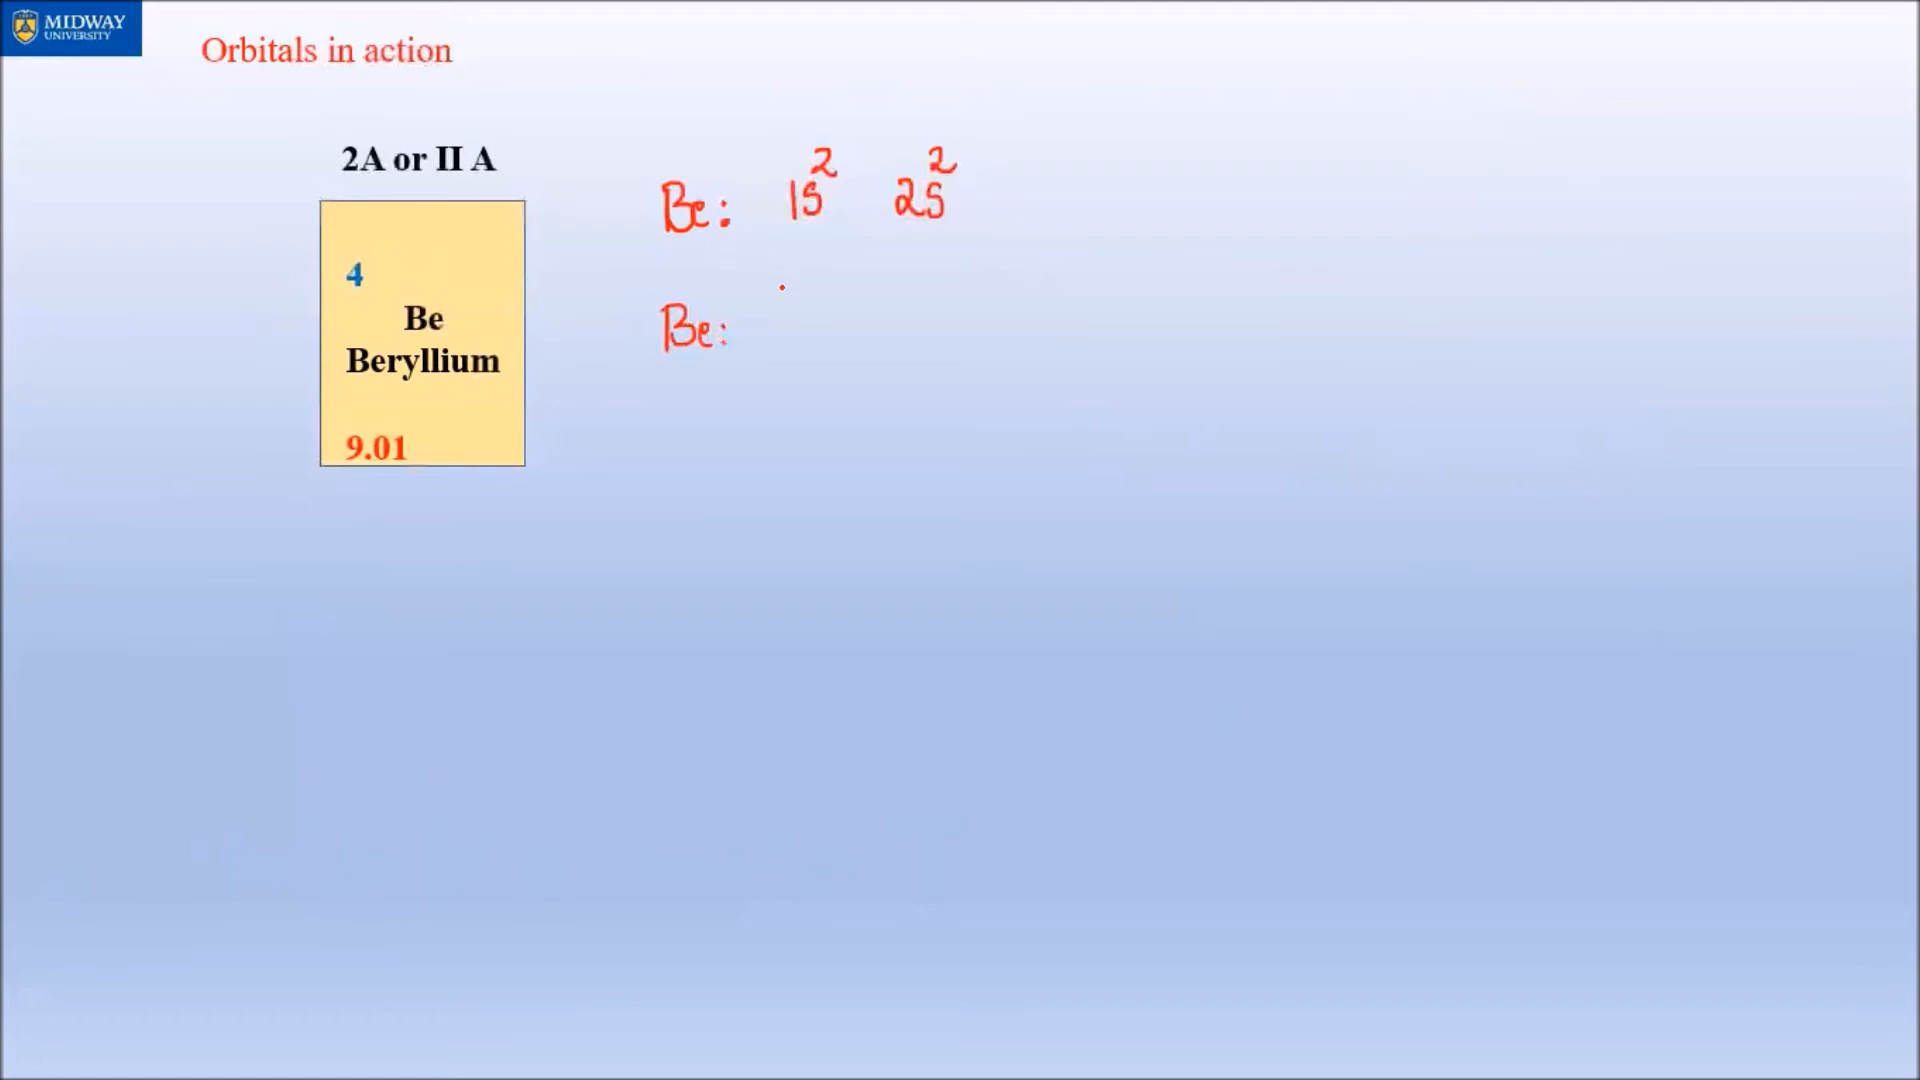 MIDWAY
UNIVERSITY
Orbitals in action
2A or II A
4
Be
Beryllium
9.01
Be: 1s² 2s²
Be: